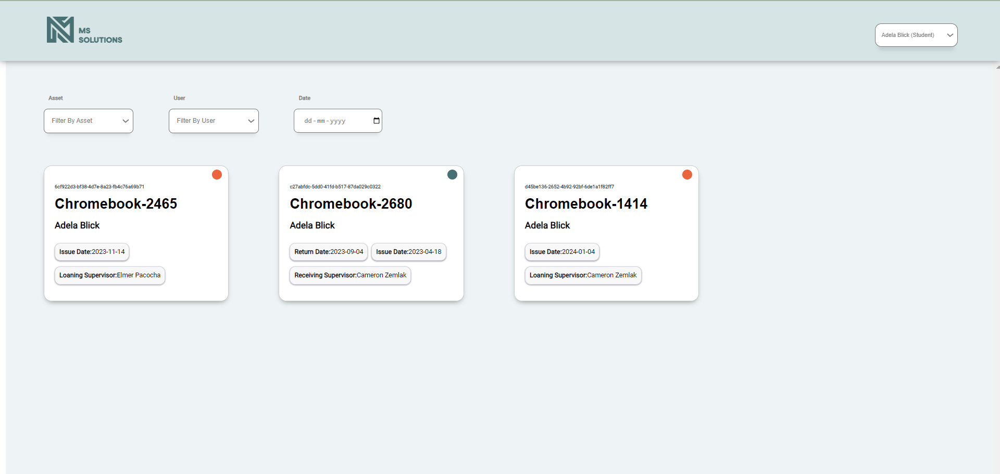 MS
SOLUTIONS
Adela Blick (Student)
Asset
User
Date
Filter By Asset
Filter By User
dd-mm-yyyy
6cf922d3-bf38-4d7e-8a23-fb4c76a69b71
Chromebook-2465
Adela Blick
Issue Date:2023-11-14
Loaning Supervisor:Elmer Pacocha
c27abfdc-5dd0-41fd-b517-87da029c0322
Chromebook-2680
Adela Blick
Return Date:2023-09-04
Issue Date:2023-04-18
Receiving Supervisor:Cameron Zemlak
d45be136-2652-4b92-92bf-6de1a1f82ff7
Chromebook-1414
Adela Blick
Issue Date:2024-01-04
Loaning Supervisor:Cameron Zemlak